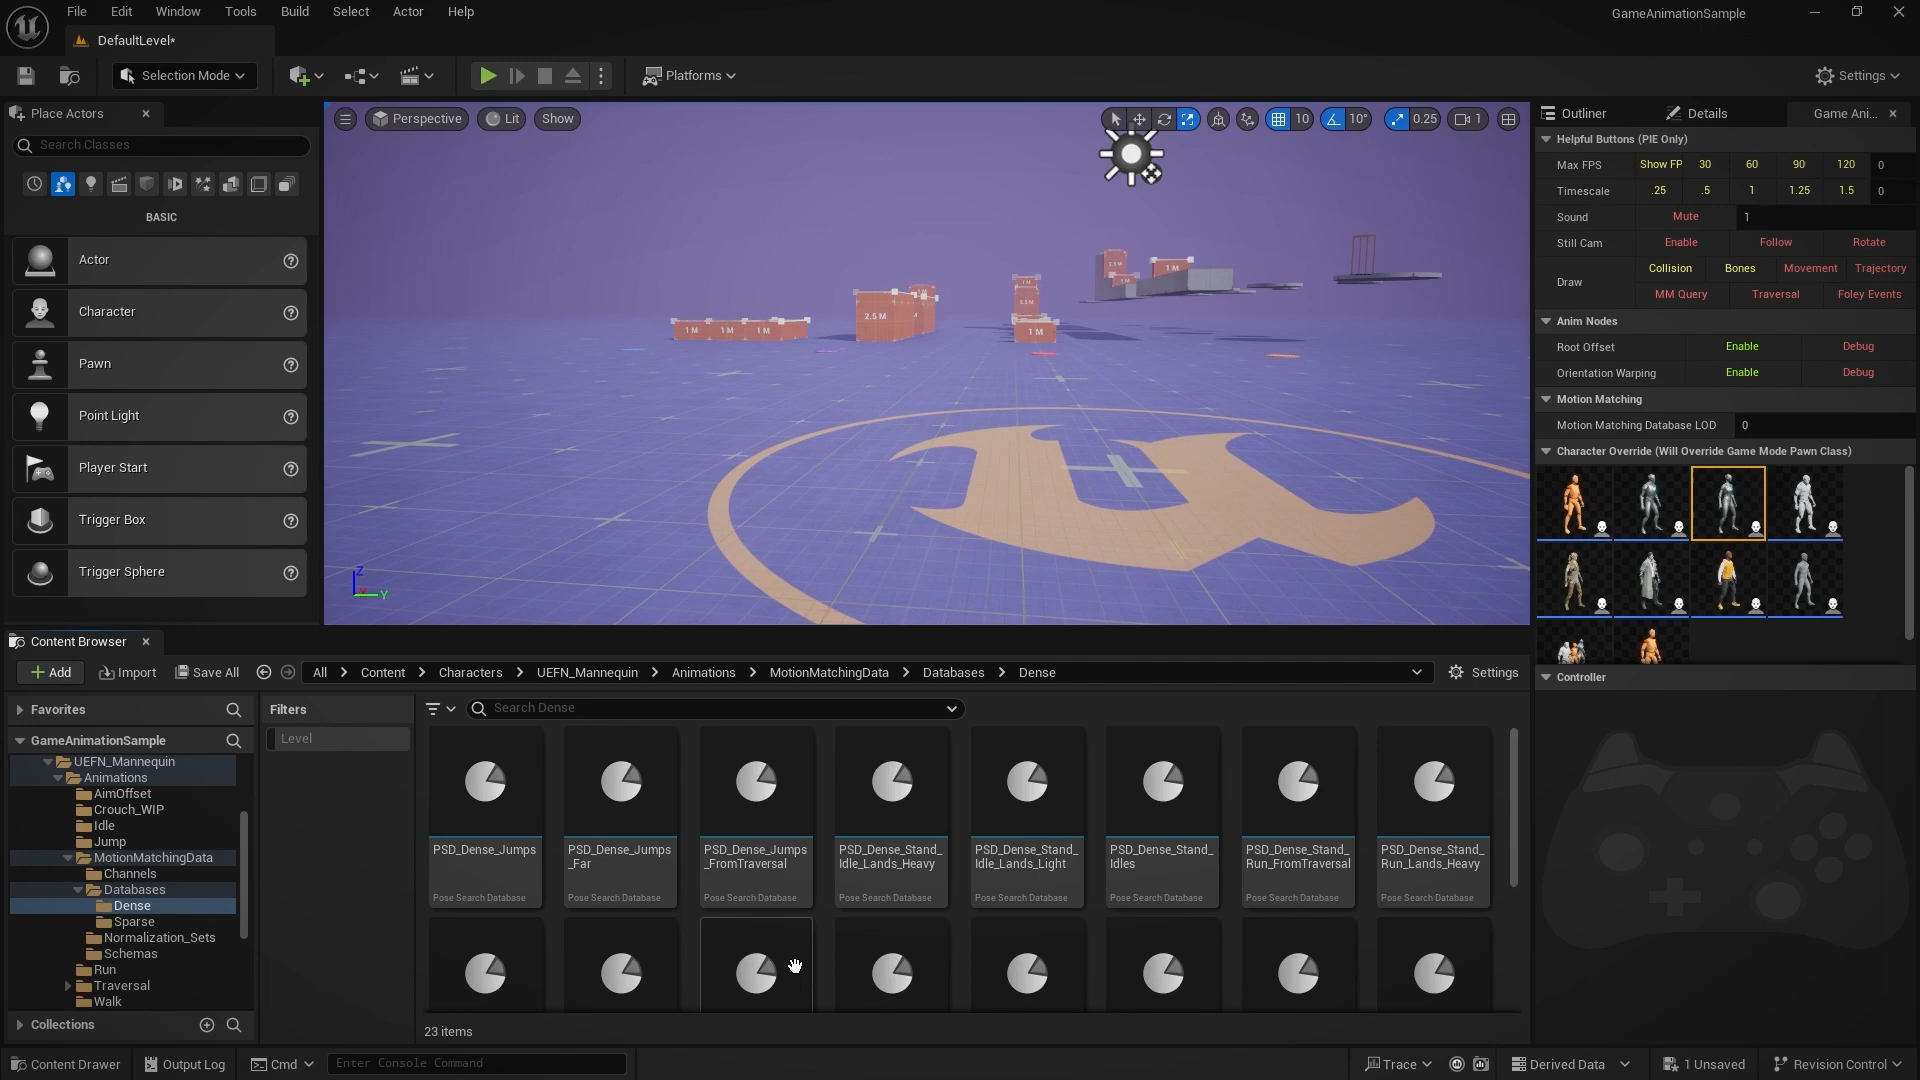 File Edit Window Tools Build Select Actor Help
GameAnimationSample
DefaultLevel*
Selection Mode
Platforms
Settings
Place Actors
Search Classes
BASIC
Actor
Character
Pawn
Point Light
Player Start
Trigger Box
Trigger Sphere
Perspective
Lit
Show
10
10°
0.25
1
1 M 1 M 1 M
2.5 M
1 M
1 M
Z
Y
Outliner
Details
Game Ani...
Helpful Buttons (PIE Only)
Max FPS Show FP 30 60 90 120 0
Timescale .25 .5 1 1.25 1.5 0
Sound Mute 1
Still Cam Enable Follow Rotate
Draw Collision Bones Movement Trajectory
MM Query Traversal Foley Events
Anim Nodes
Root Offset Enable Debug
Orientation Warping Enable Debug
Motion Matching
Motion Matching Database LOD 0
Character Override (Will Override Game Mode Pawn Class)
Controller
Content Browser
Add Import Save All
All > Content > Characters > UEFN_Mannequin > Animations > MotionMatchingData > Databases > Dense
Settings
Favorites
GameAnimationSample
UEFN_Mannequin
Animations
AimOffset
Crouch_WIP
Idle
Jump
MotionMatchingData
Channels
Databases
Dense
Sparse
Normalization_Sets
Schemas
Run
Traversal
Walk
Collections
Filters
Level
Search Dense
PSD_Dense_Jumps
Pose Search Database
PSD_Dense_Jumps
_Far
Pose Search Database
PSD_Dense_Jumps
_FromTraversal
Pose Search Database
PSD_Dense_Stand_
Idle_Lands_Heavy
Pose Search Database
PSD_Dense_Stand_
Idle_Lands_Light
Pose Search Database
PSD_Dense_Stand_
Idles
Pose Search Database
PSD_Dense_Stand_
Run_FromTraversal
Pose Search Database
PSD_Dense_Stand_
Run_Lands_Heavy
Pose Search Database
23 items
Content Drawer
Output Log
Cmd
Enter Console Command
Trace
Derived Data
1 Unsaved
Revision Control